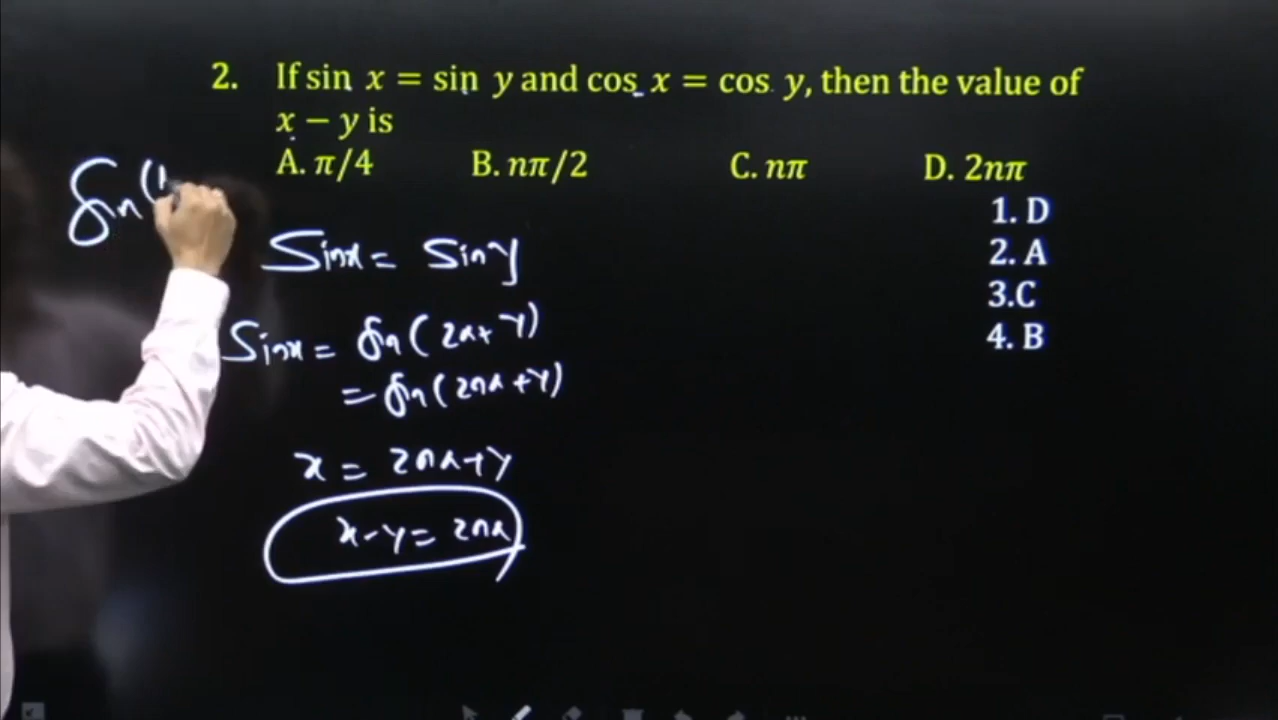 2. If sin x = sin y and cos x = cos y, then the value of
x − y is
A. π/4 B. nπ/2 C. nπ D. 2nπ
1. D
2. A
3.C
4. B
Sin(
Sinx = Siny
Sinx = Sin(2π+y)
= Sin(2nπ+y)
x = 2nπ+y
x-y = 2nπ